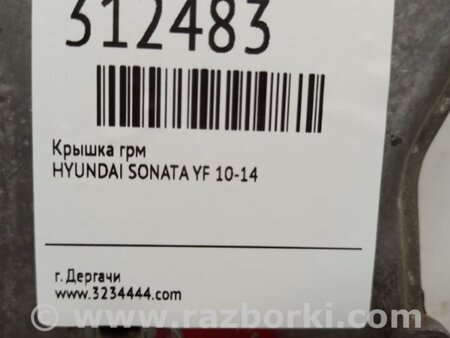 312483
Крышка грм
HYUNDAI SONATA YF 10-14
г. Дергачи
www.3234444.com
www.razborki.com